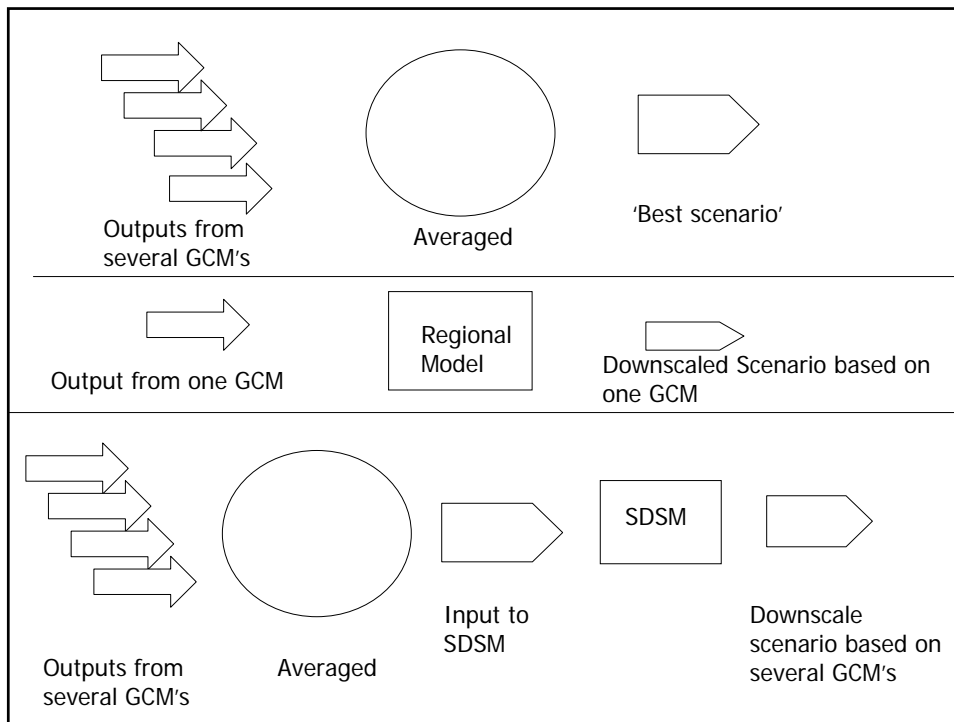 Outputs from
several GCM's
Averaged
'Best scenario'
Regional
Model
Output from one GCM
Downscaled Scenario based on
one GCM
SDSM
Outputs from
several GCM's
Averaged
Input to
SDSM
Downscale
scenario based on
several GCM's